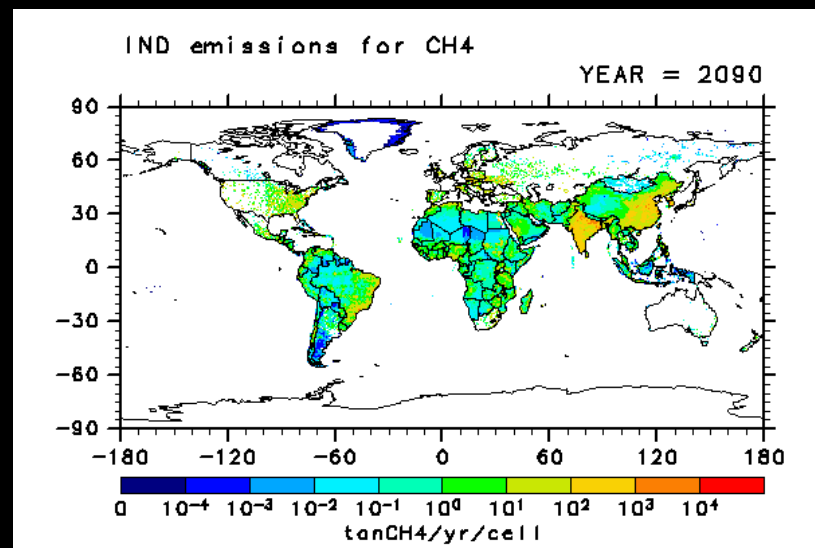 IND emissions for CH4
YEAR = 2090
90
60
30
0
-30
-60
-90
-180 -120 -60 0 60 120 180
0 10⁻⁴ 10⁻³ 10⁻² 10⁻¹ 10⁰ 10¹ 10² 10³ 10⁴
tonCH4/yr/cell